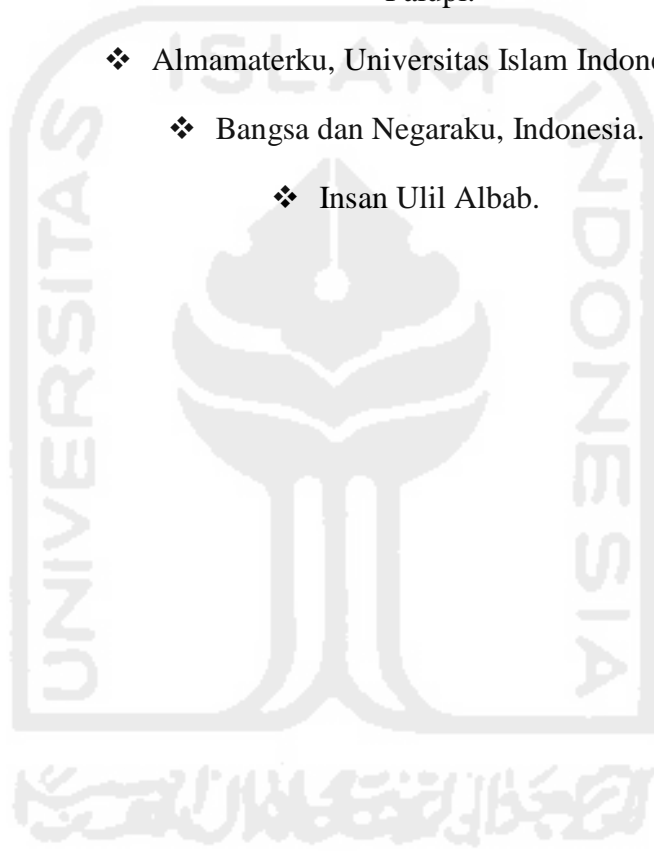 ❖ Almamaterku, Universitas Islam Indone
❖ Bangsa dan Negaraku, Indonesia.
❖ Insan Ulil Albab.
ISLAM
UNIVERSITAS
INDONESIA